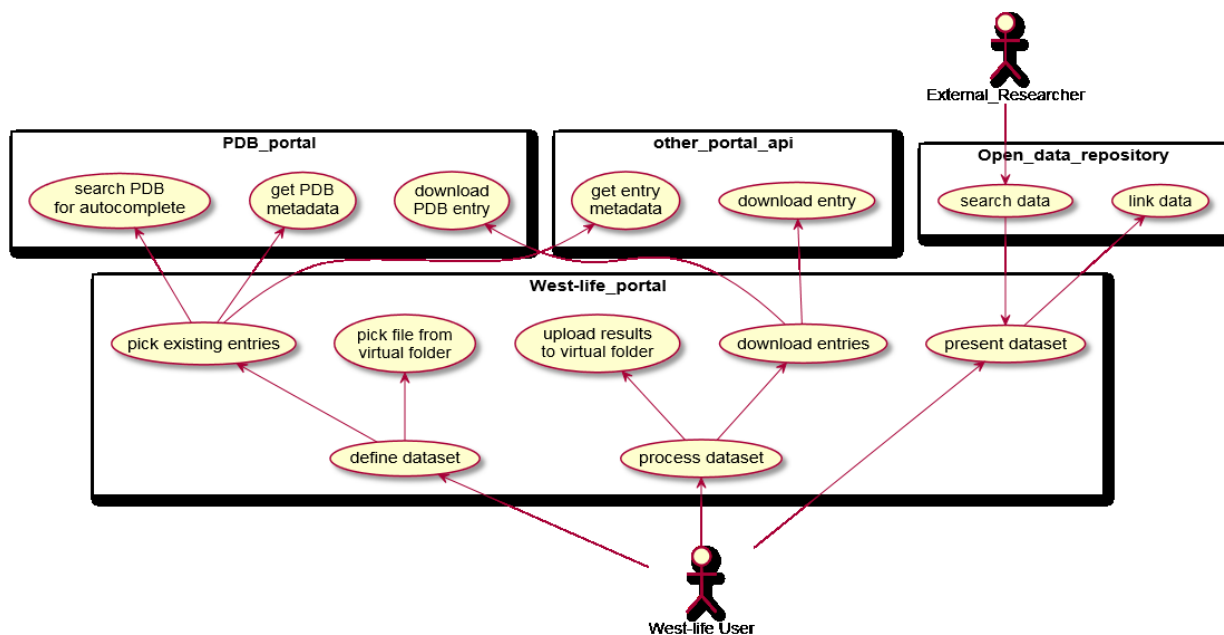 External_Researcher
PDB_portal
other_portal_api
Open_data_repository
search PDB
for autocomplete
get PDB
metadata
download
PDB entry
get entry
metadata
download entry
search data
link data
West-life_portal
pick existing entries
pick file from
virtual folder
upload results
to virtual folder
download entries
present dataset
define dataset
process dataset
West-life User